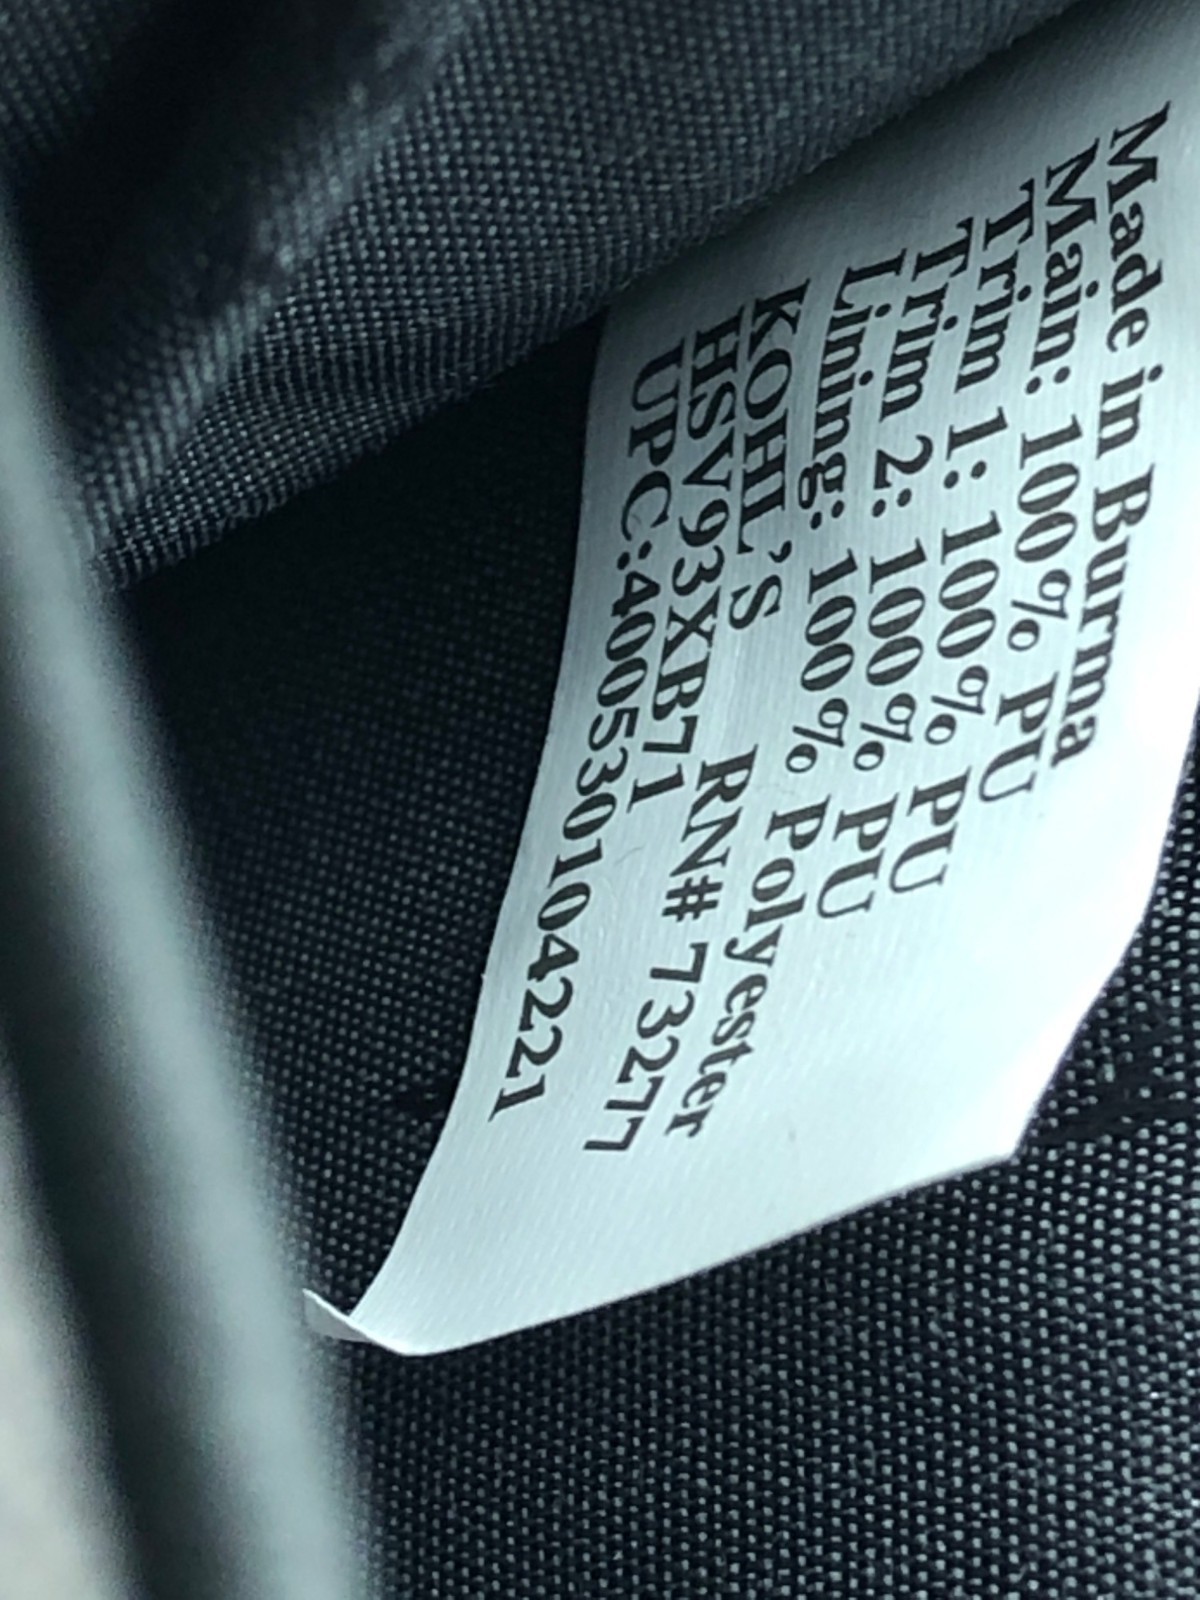 Made in Burma
Main: 100% PU
Trim 1: 100% PU
Trim 2: 100% PU
Lining: 100% Polyester
KOHL'S RN# 73277
HSV93XB71
UPC:400530104221